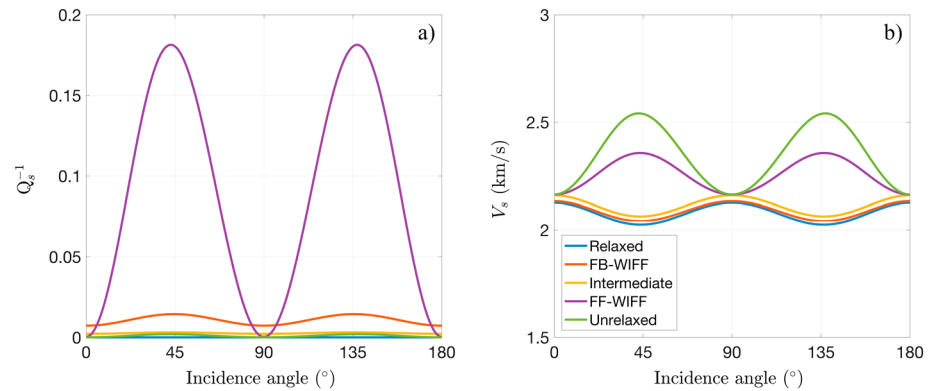 a)
0.2
0.15
0.1
0.05
0
Q_s^-1
0 45 90 135 180
Incidence angle (°)
b)
3
2.5
2
1.5
V_s (km/s)
Relaxed
FB-WIFF
Intermediate
FF-WIFF
Unrelaxed
0 45 90 135 180
Incidence angle (°)